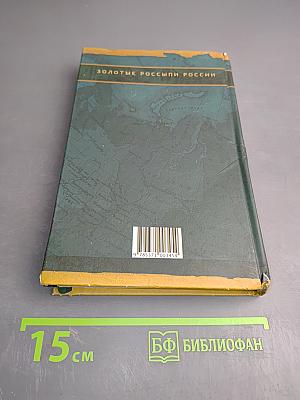 ЗОЛОТЫЕ РОССЫПИ РОССИИ
15 см
БФ БИБЛИОФАН